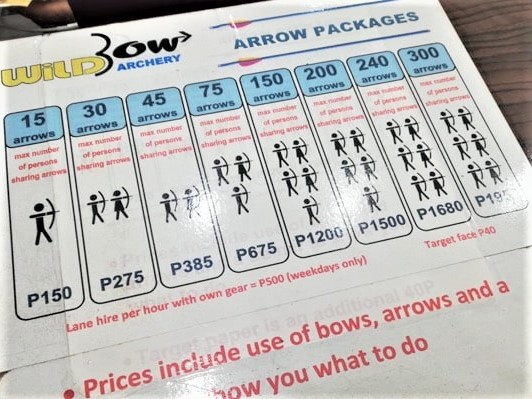 WiLDBow
ARCHERY
ARROW PACKAGES
15
arrows
max number
of persons
sharing arrows
P150
30
arrows
max number
of persons
sharing arrows
P275
45
arrows
max number
of persons
sharing arrows
P385
75
arrows
max number
of persons
sharing arrows
P675
150
arrows
max number
of persons
sharing arrows
P1200
200
arrows
max number
of persons
sharing arrows
P1500
240
arrows
max number
of persons
sharing arrows
P1680
300
arrows
max number
of persons
sharing arrows
Target face P40
Lane hire per hour with own gear = P500 (weekdays only)
Target paper is an additional 40P
• Prices include use of bows, arrows and a
you what to do